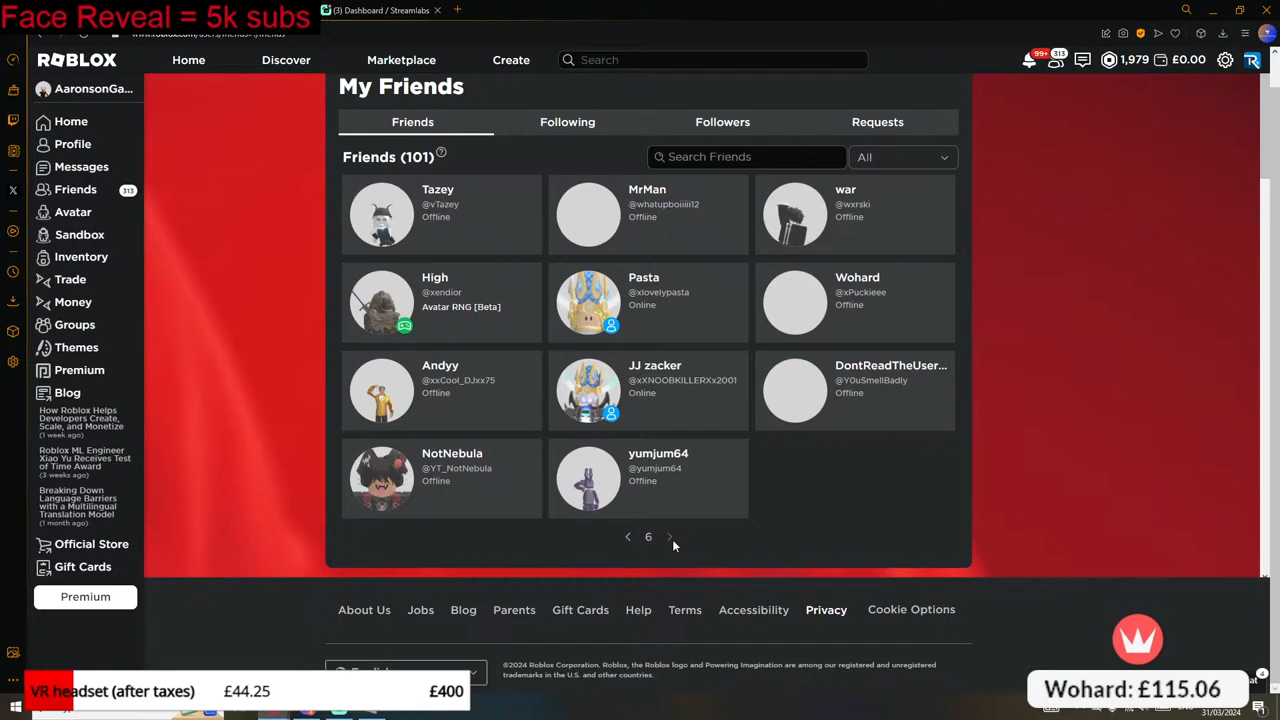 Face Reveal = 5k subs
(3) Dashboard / Streamlabs
ROBLOX
Home
Discover
Marketplace
Create
Search
99+
313
1,979
£0.00
AaronsonGa...
Home
Profile
Messages
Friends
313
Avatar
Sandbox
Inventory
Trade
Money
Groups
Themes
Premium
Blog
How Roblox Helps
Developers Create,
Scale, and Monetize
(1 week ago)
Roblox ML Engineer
Xiao Yu Receives Test
of Time Award
(3 weeks ago)
Breaking Down
Language Barriers
with a Multilingual
Translation Model
(1 month ago)
Official Store
Gift Cards
Premium
My Friends
Friends
Following
Followers
Requests
Friends (101)
Search Friends
All
Tazey
@vTazey
Offline
MrMan
@whatupboiiiii12
Offline
war
@wxrski
Offline
High
@xendior
Avatar RNG [Beta]
Pasta
@xlovelypasta
Online
Wohard
@xPuckieee
Offline
Andyy
@xxCool_DJxx75
Offline
JJ zacker
@xXNOOBKILLERXx2001
Online
DontReadTheUser...
@Y0uSmellBadly
Offline
NotNebula
@YT_NotNebula
Offline
yumjum64
@yumjum64
Offline
6
About Us
Jobs
Blog
Parents
Gift Cards
Help
Terms
Accessibility
Privacy
Cookie Options
©2024 Roblox Corporation. Roblox, the Roblox logo and Powering Imagination are among our registered and unregistered
trademarks in the U.S. and other countries.
VR headset (after taxes)
£44.25
£400
Wohard: £115.06
4
31/03/2024